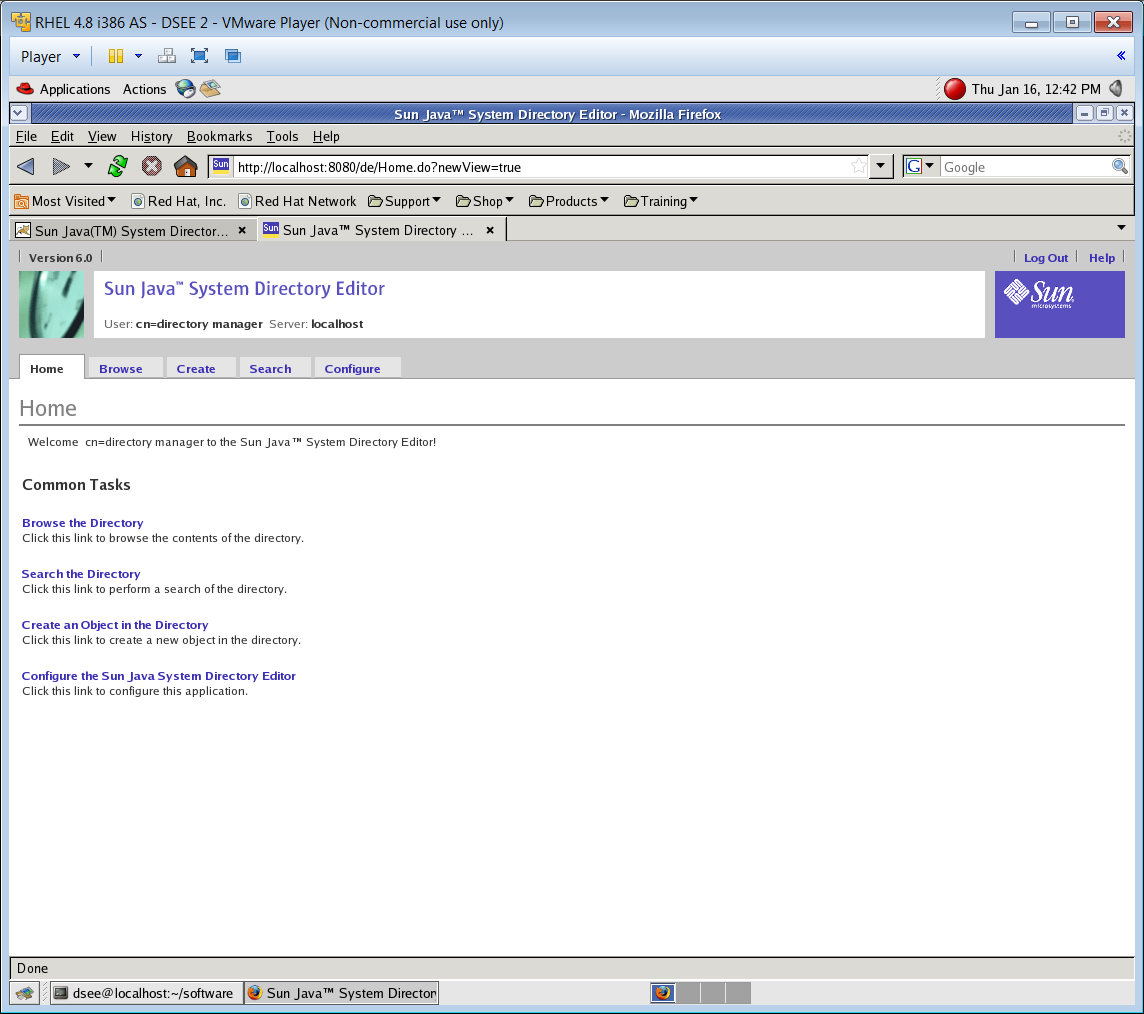 RHEL 4.8 i386 AS - DSEE 2 - VMware Player (Non-commercial use only)
Player
Applications Actions Thu Jan 16, 12:42 PM
Sun Java™ System Directory Editor - Mozilla Firefox
File Edit View History Bookmarks Tools Help
Sun http://localhost:8080/de/Home.do?newView=true G Google
Most Visited Red Hat, Inc. Red Hat Network Support Shop Products Training
Sun Java(TM) System Director... Sun Sun Java™ System Directory ...
Version 6.0 Log Out Help
Sun Java™ System Directory Editor
Sun
microsystems
User: cn=directory manager Server: localhost
Home Browse Create Search Configure
Home
Welcome cn=directory manager to the Sun Java™ System Directory Editor!
Common Tasks
Browse the Directory
Click this link to browse the contents of the directory.
Search the Directory
Click this link to perform a search of the directory.
Create an Object in the Directory
Click this link to create a new object in the directory.
Configure the Sun Java System Directory Editor
Click this link to configure this application.
Done
dsee@localhost:~/software Sun Java™ System Director